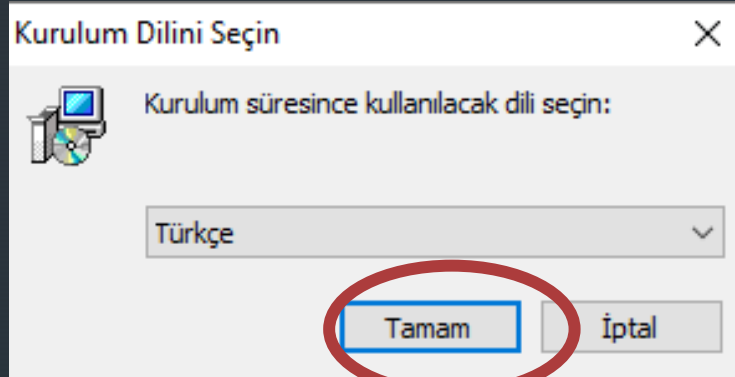 Kurulum Dilini Seçin
Kurulum süresince kullanılacak dili seçin:
Türkçe
Tamam
İptal